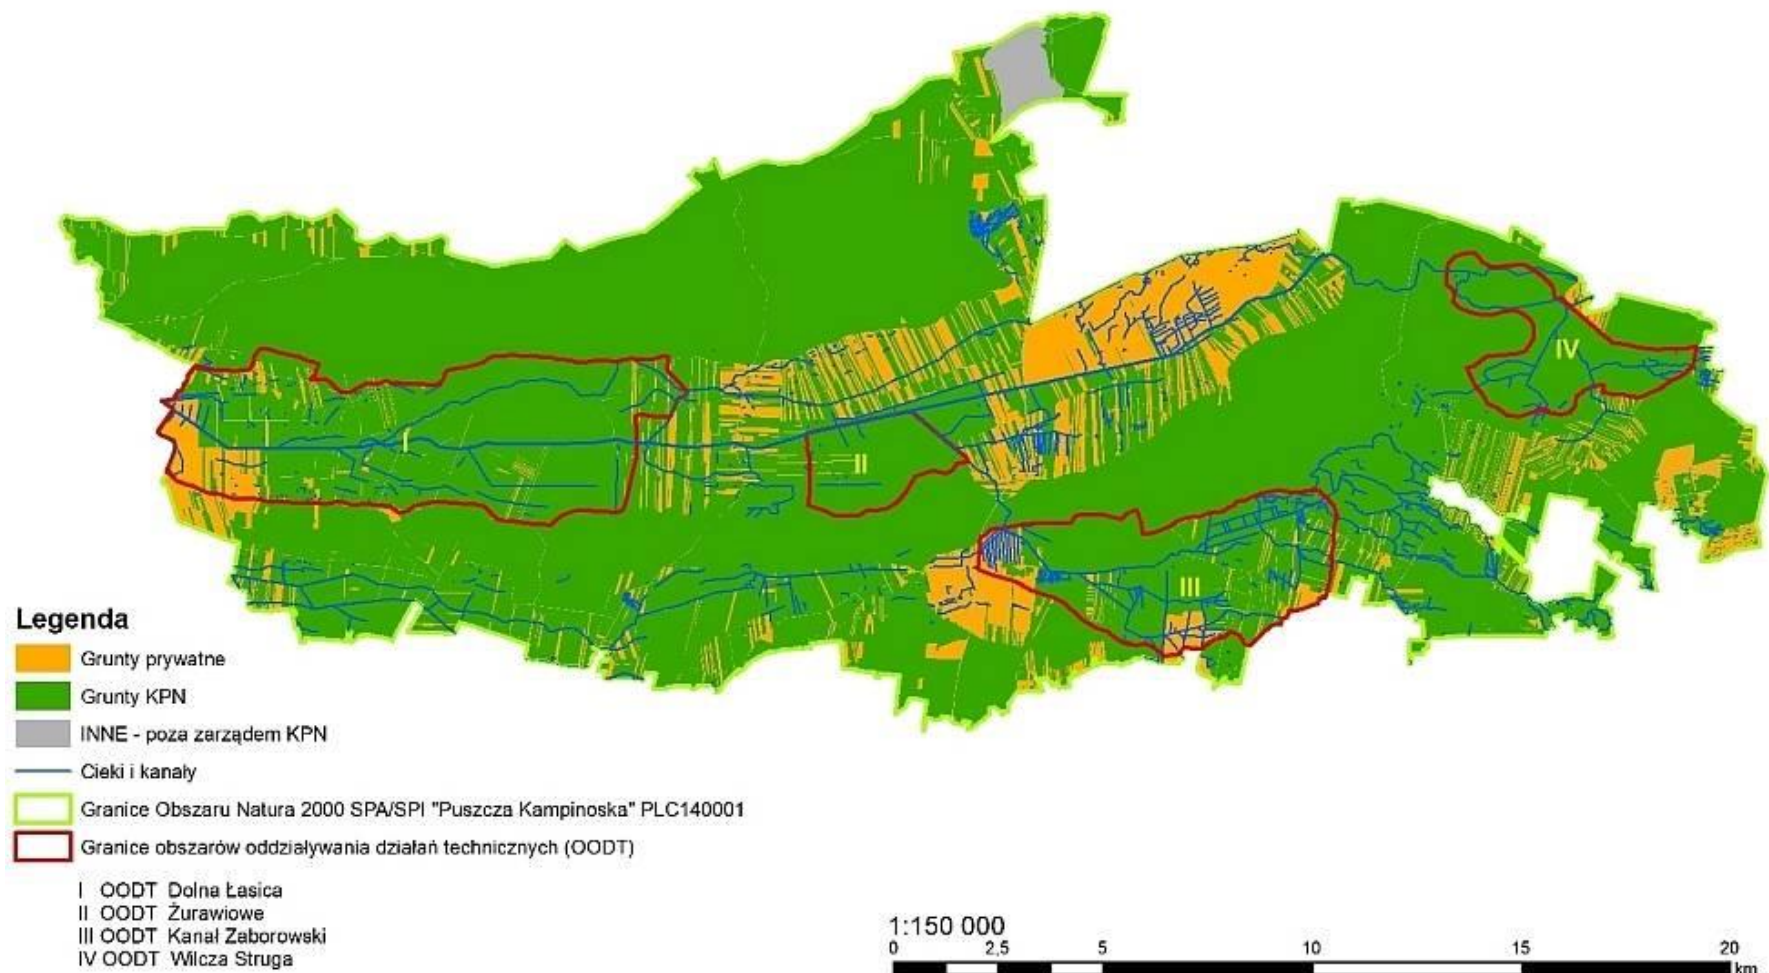 IV
I
II
III
Legenda
Grunty prywatne
Grunty KPN
INNE - poza zarządem KPN
Cieki i kanały
Granice Obszaru Natura 2000 SPA/SPI "Puszcza Kampinoska" PLC140001
Granice obszarów oddziaływania działań technicznych (OODT)
I OODT Dolna Łasica
II OODT Żurawiowe
III OODT Kanał Zaborowski
IV OODT Wilcza Struga
1:150 000
0 2,5 5 10 15 20
km